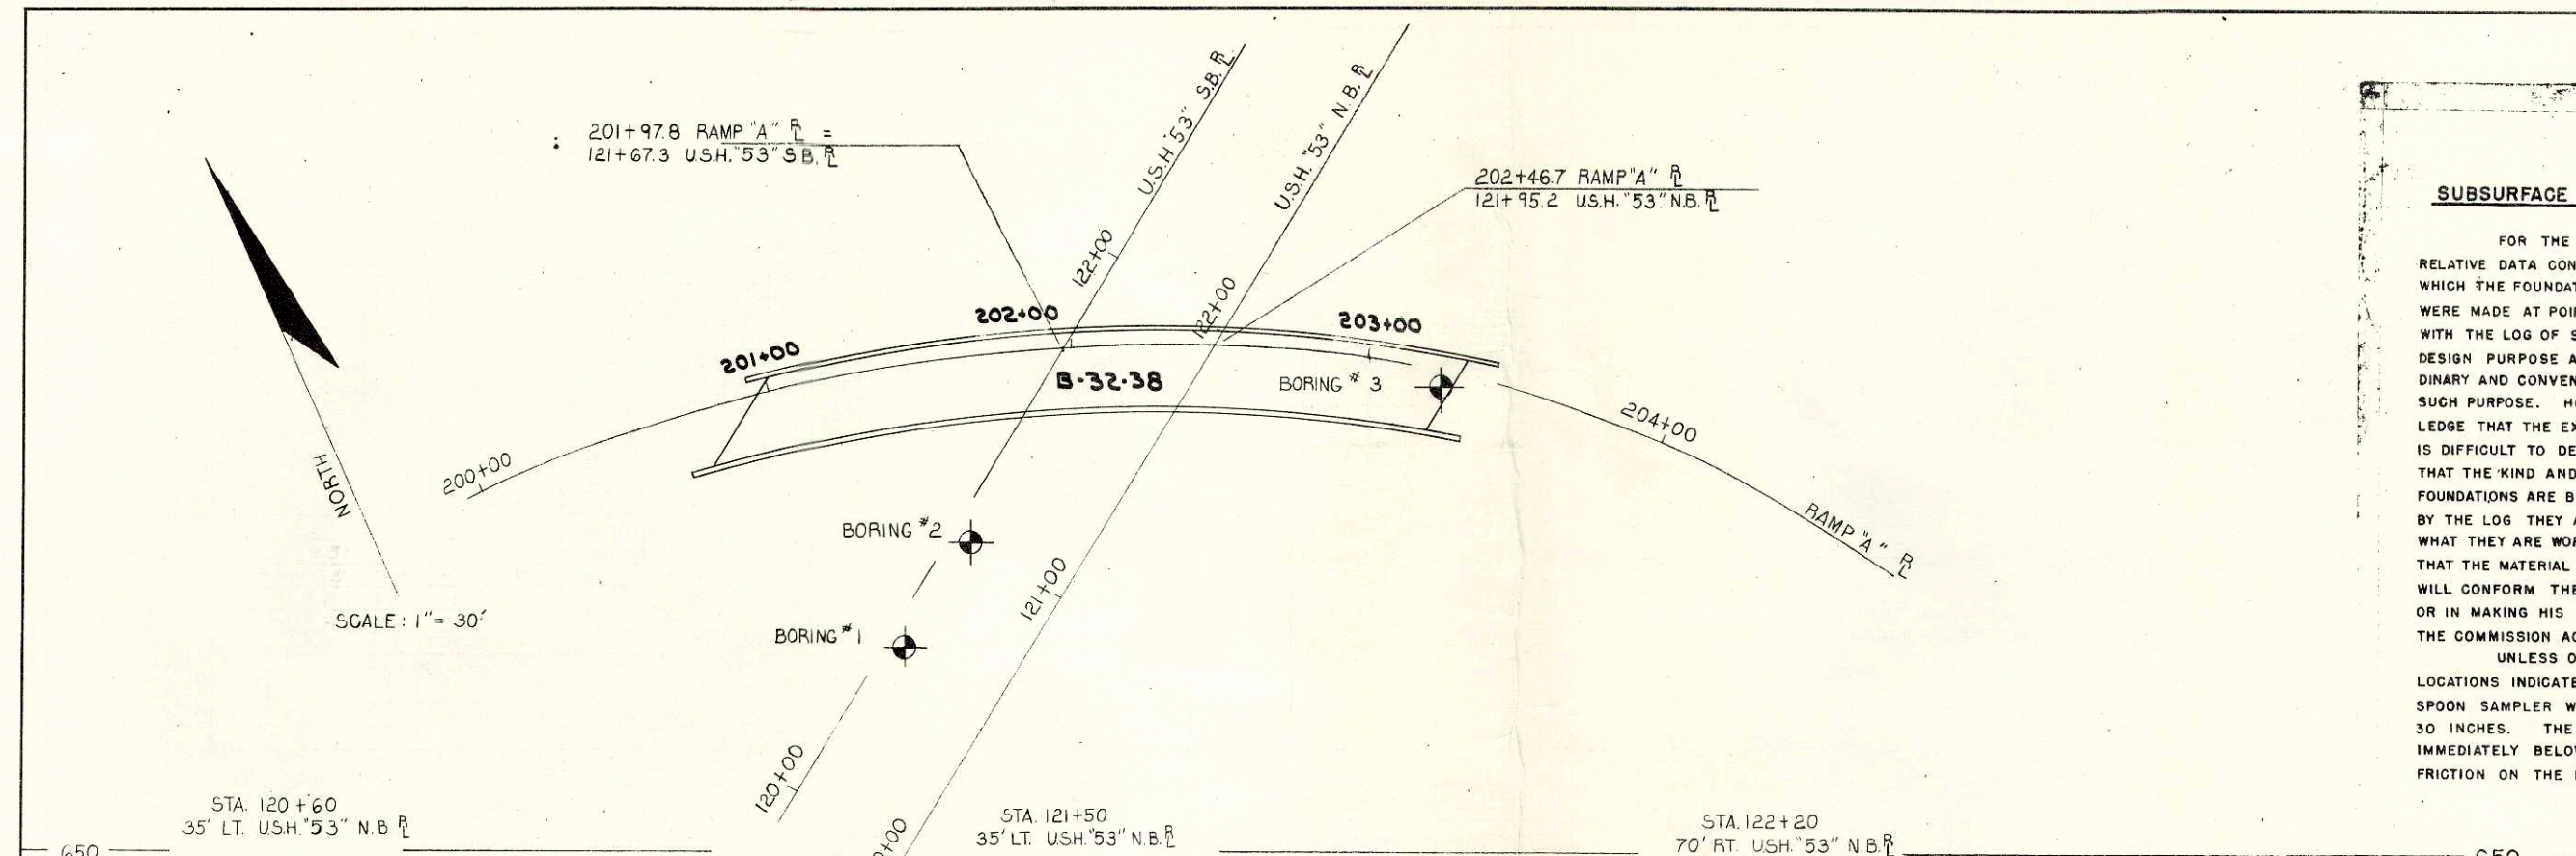 201+97.8 RAMP "A" ℞ =
121+67.3 U.S.H. "53" S.B. ℞
U.S.H "53" S.B. ℞
U.S.H. "53" N.B. ℞
202+46.7 RAMP "A" ℞
121+95.2 U.S.H. "53" N.B. ℞
122+00
122+00
201+00
202+00
203+00
B-32-38
BORING # 3
204+00
200+00
NORTH
RAMP "A" ℞
BORING #2
121+00
SCALE: 1" = 30'
BORING #1
120+00
STA. 120+60
35' LT. U.S.H. "53" N.B ℞
STA. 121+50
35' LT. U.S.H. "53" N.B. ℞
STA. 122+20
70' RT. U.S.H. "53" N.B. ℞
650
650
SUBSURFACE
FOR THE
RELATIVE DATA CON
WHICH THE FOUNDAT
WERE MADE AT POI
WITH THE LOG OF S
DESIGN PURPOSE A
DINARY AND CONVEN
SUCH PURPOSE. H
LEDGE THAT THE EX
IS DIFFICULT TO DE
THAT THE KIND AND
FOUNDATIONS ARE B
BY THE LOG THEY A
WHAT THEY ARE WOR
THAT THE MATERIAL
WILL CONFORM THE
OR IN MAKING HIS
THE COMMISSION AC
UNLESS O
LOCATIONS INDICATE
SPOON SAMPLER W
30 INCHES. THE
IMMEDIATELY BELOW
FRICTION ON THE